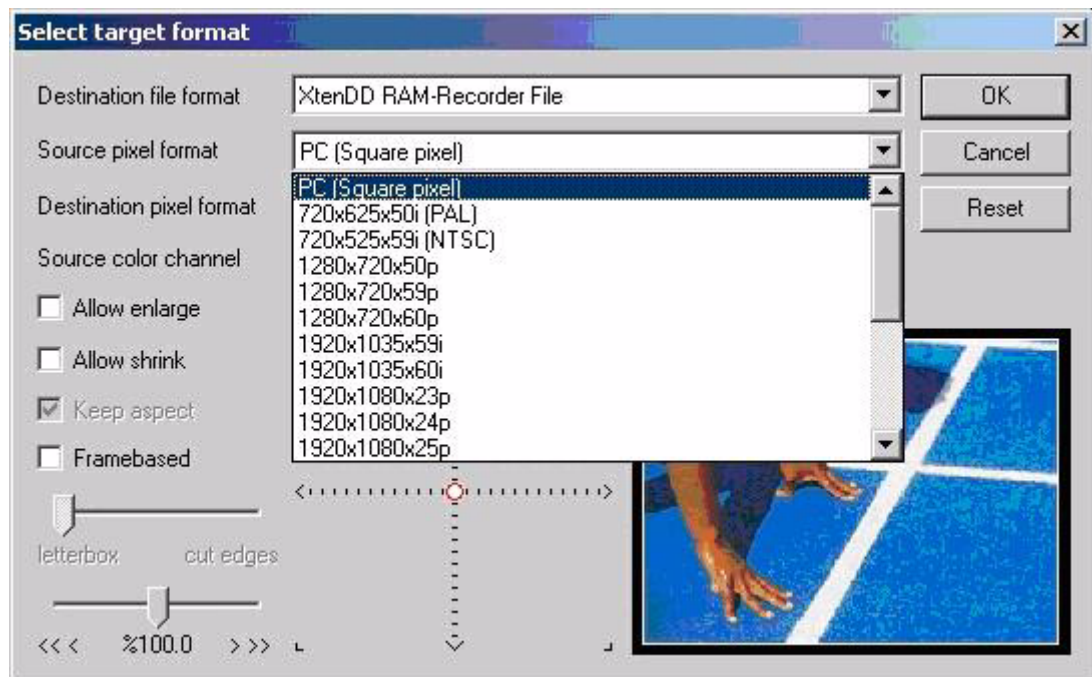 Select target format
Destination file format
XtenDD RAM-Recorder File
OK
Source pixel format
PC (Square pixel)
Cancel
PC (Square pixel)
Destination pixel format
720x625x50i (PAL)
Reset
720x525x59i (NTSC)
Source color channel
1280x720x50p
1280x720x59p
Allow enlarge
1280x720x60p
1920x1035x59i
Allow shrink
1920x1035x60i
1920x1080x23p
Keep aspect
1920x1080x24p
1920x1080x25p
Framebased
letterbox cut edges
<<< %100.0 >>>